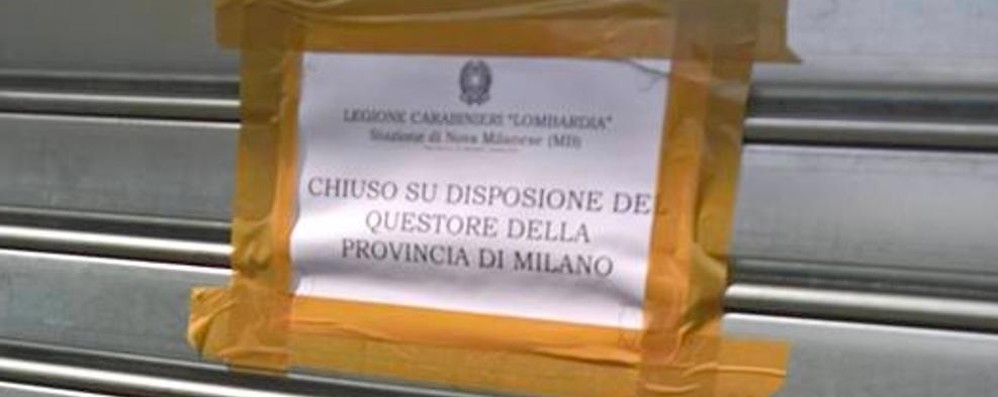 LEGIONE CARABINIERI "LOMBARDIA"
Stazione di Nova Milanese (MB)
CHIUSO SU DISPOSIONE DEL
QUESTORE DELLA
PROVINCIA DI MILANO